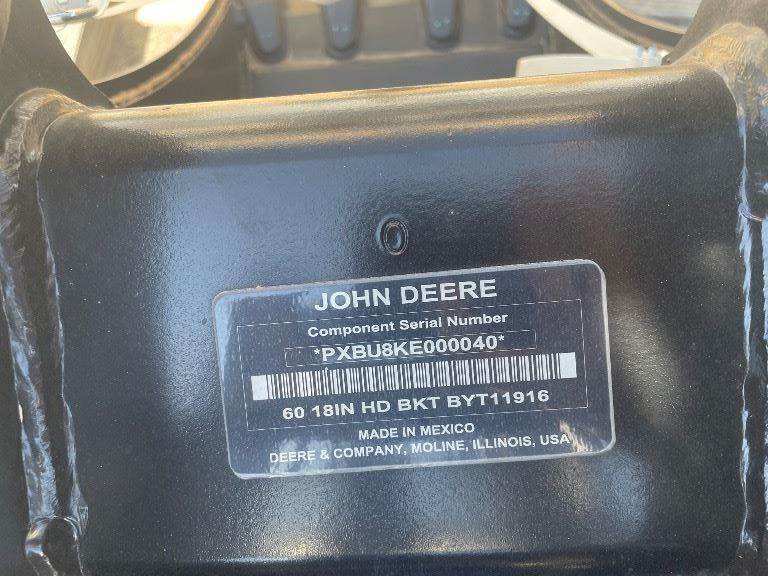 0
JOHN DEERE
Component Serial Number
*PXBU8KE000040*
60 18IN HD BKT BYT11916
MADE IN MEXICO
DEERE & COMPANY, MOLINE, ILLINOIS, USA